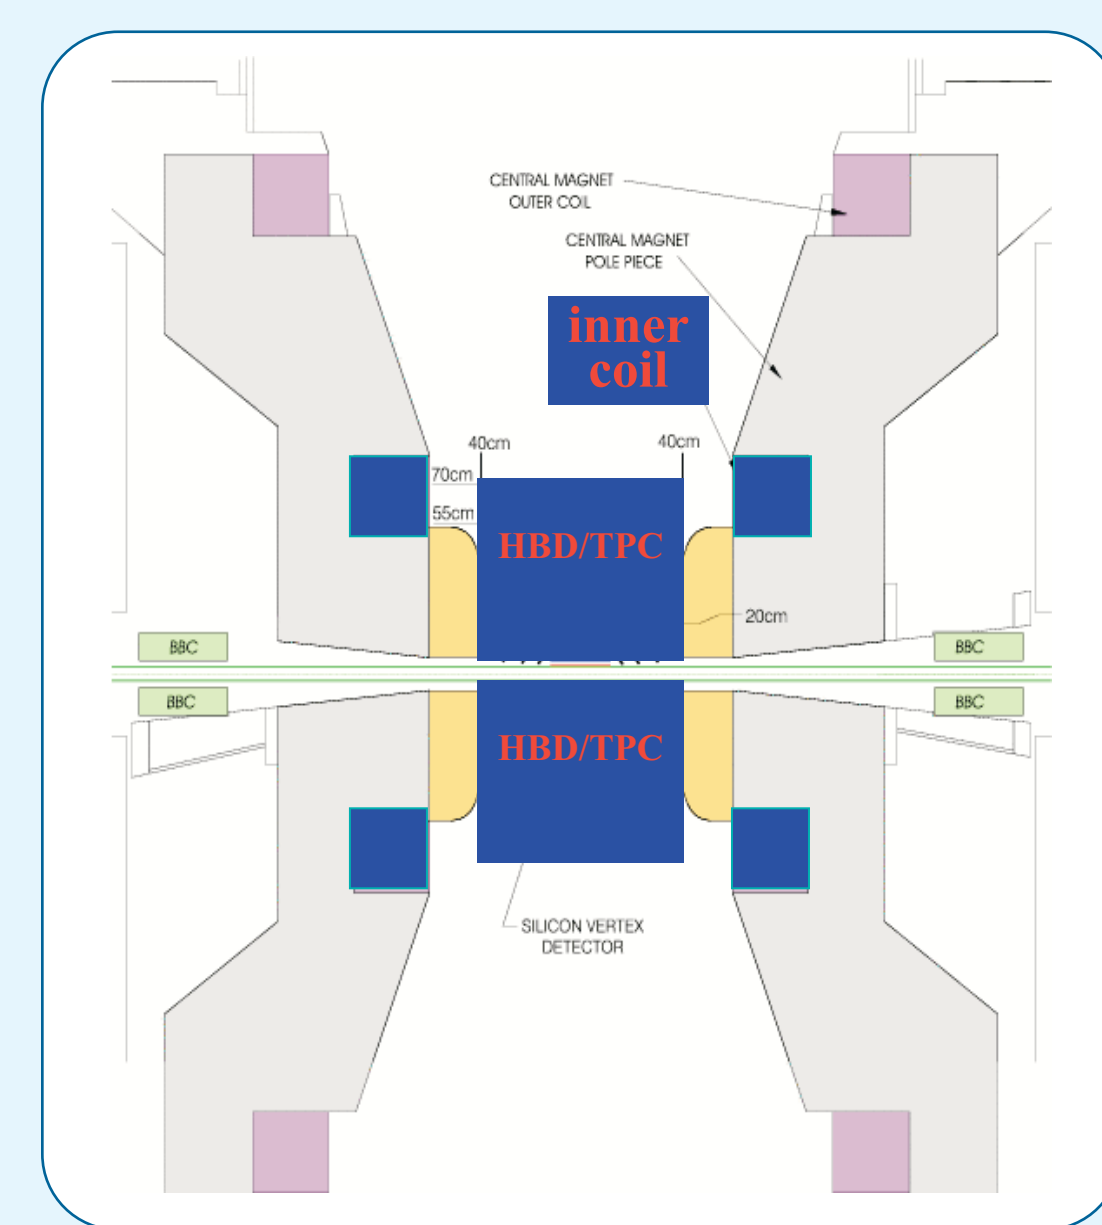 CENTRAL MAGNET
OUTER COIL
CENTRAL MAGNET
POLE PIECE
inner
coil
40cm
40cm
70cm
55cm
HBD/TPC
20cm
BBC
BBC
BBC
BBC
HBD/TPC
SILICON VERTEX
DETECTOR